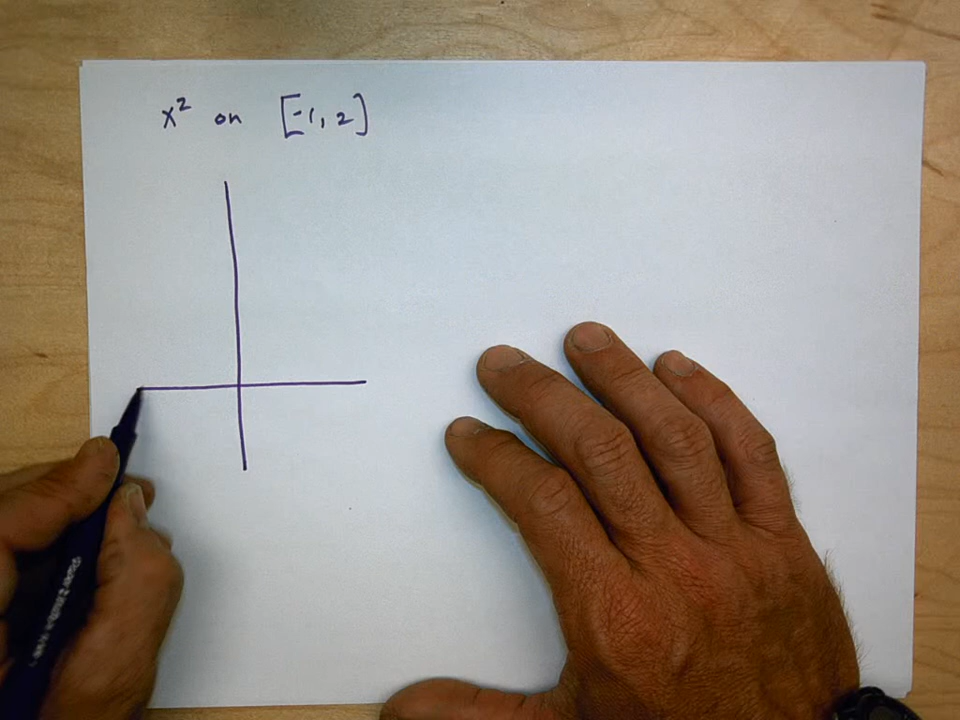 x² on [-1, 2]